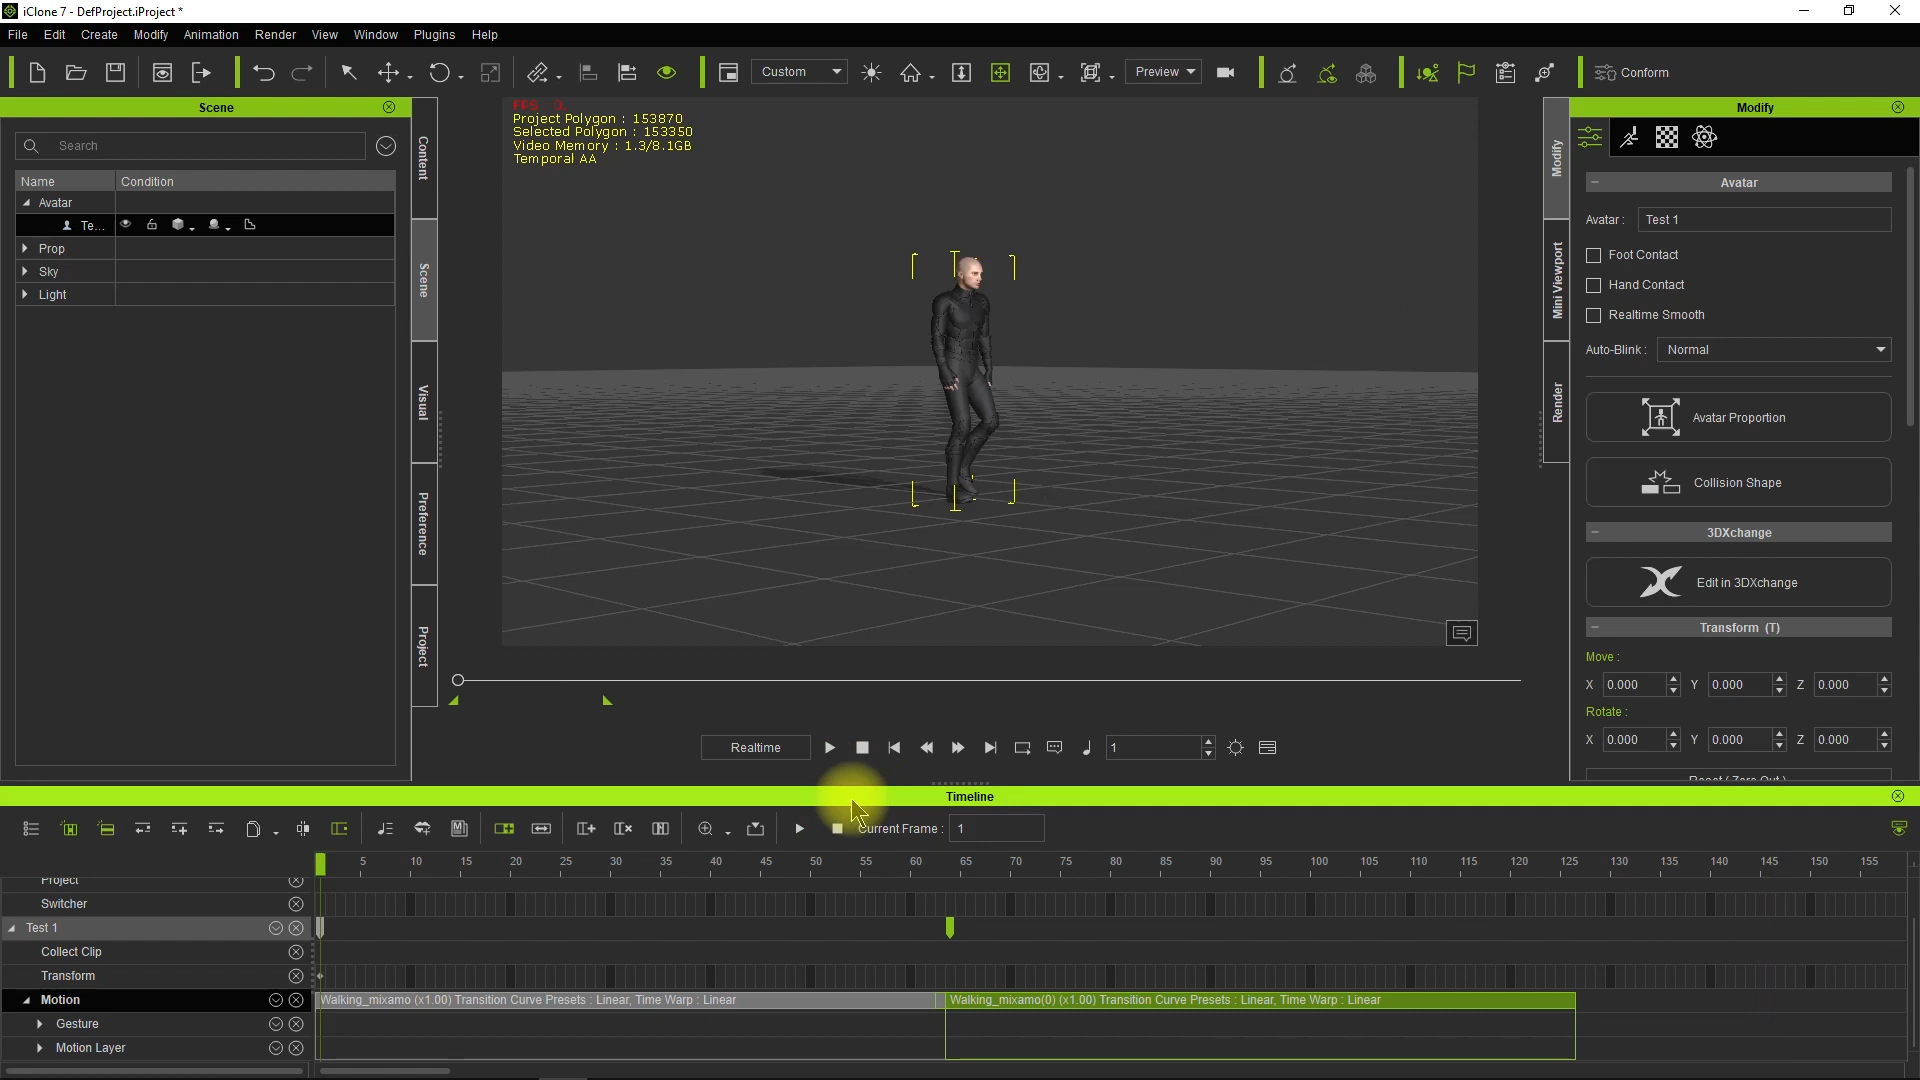 iClone 7 - DefProject.iProject *
File Edit Create Modify Animation Render View Window Plugins Help
Custom Preview Conform
Scene
Search
Name Condition
Avatar
Te...
Prop
Sky
Light
Content
Scene
Visual
Preference
Project
FPS : 0.
Project Polygon : 153870
Selected Polygon : 153350
Video Memory : 1.3/8.1GB
Temporal AA
Modify
Mini Viewport
Render
Modify
Avatar
Avatar : Test 1
Foot Contact
Hand Contact
Realtime Smooth
Auto-Blink : Normal
Avatar Proportion
Collision Shape
3DXchange
Edit in 3DXchange
Transform (T)
Move :
X 0.000 Y 0.000 Z 0.000
Rotate :
X 0.000 Y 0.000 Z 0.000
Reset ( Zero Out )
Realtime 1
Timeline
Current Frame : 1
5 10 15 20 25 30 35 40 45 50 55 60 65 70 75 80 85 90 95 100 105 110 115 120 125 130 135 140 145 150 155
Project
Switcher
Test 1
Collect Clip
Transform
Motion
Walking_mixamo (x1.00) Transition Curve Presets : Linear, Time Warp : Linear
Walking_mixamo(0) (x1.00) Transition Curve Presets : Linear, Time Warp : Linear
Gesture
Motion Layer